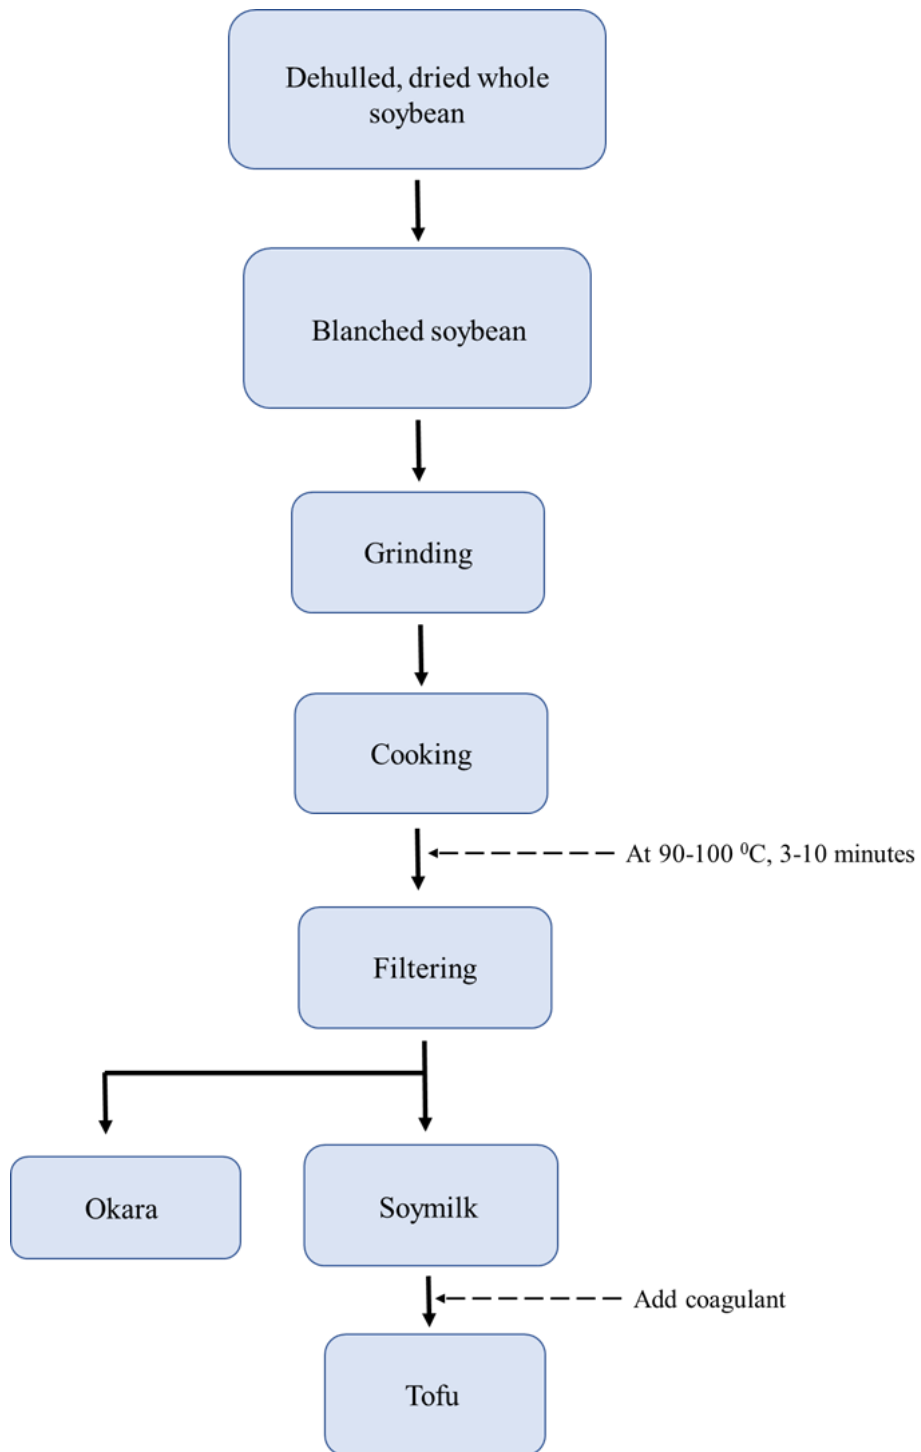 Dehulled, dried whole
soybean
Blanched soybean
Grinding
Cooking
At 90-100 ⁰C, 3-10 minutes
Filtering
Okara
Soymilk
Add coagulant
Tofu